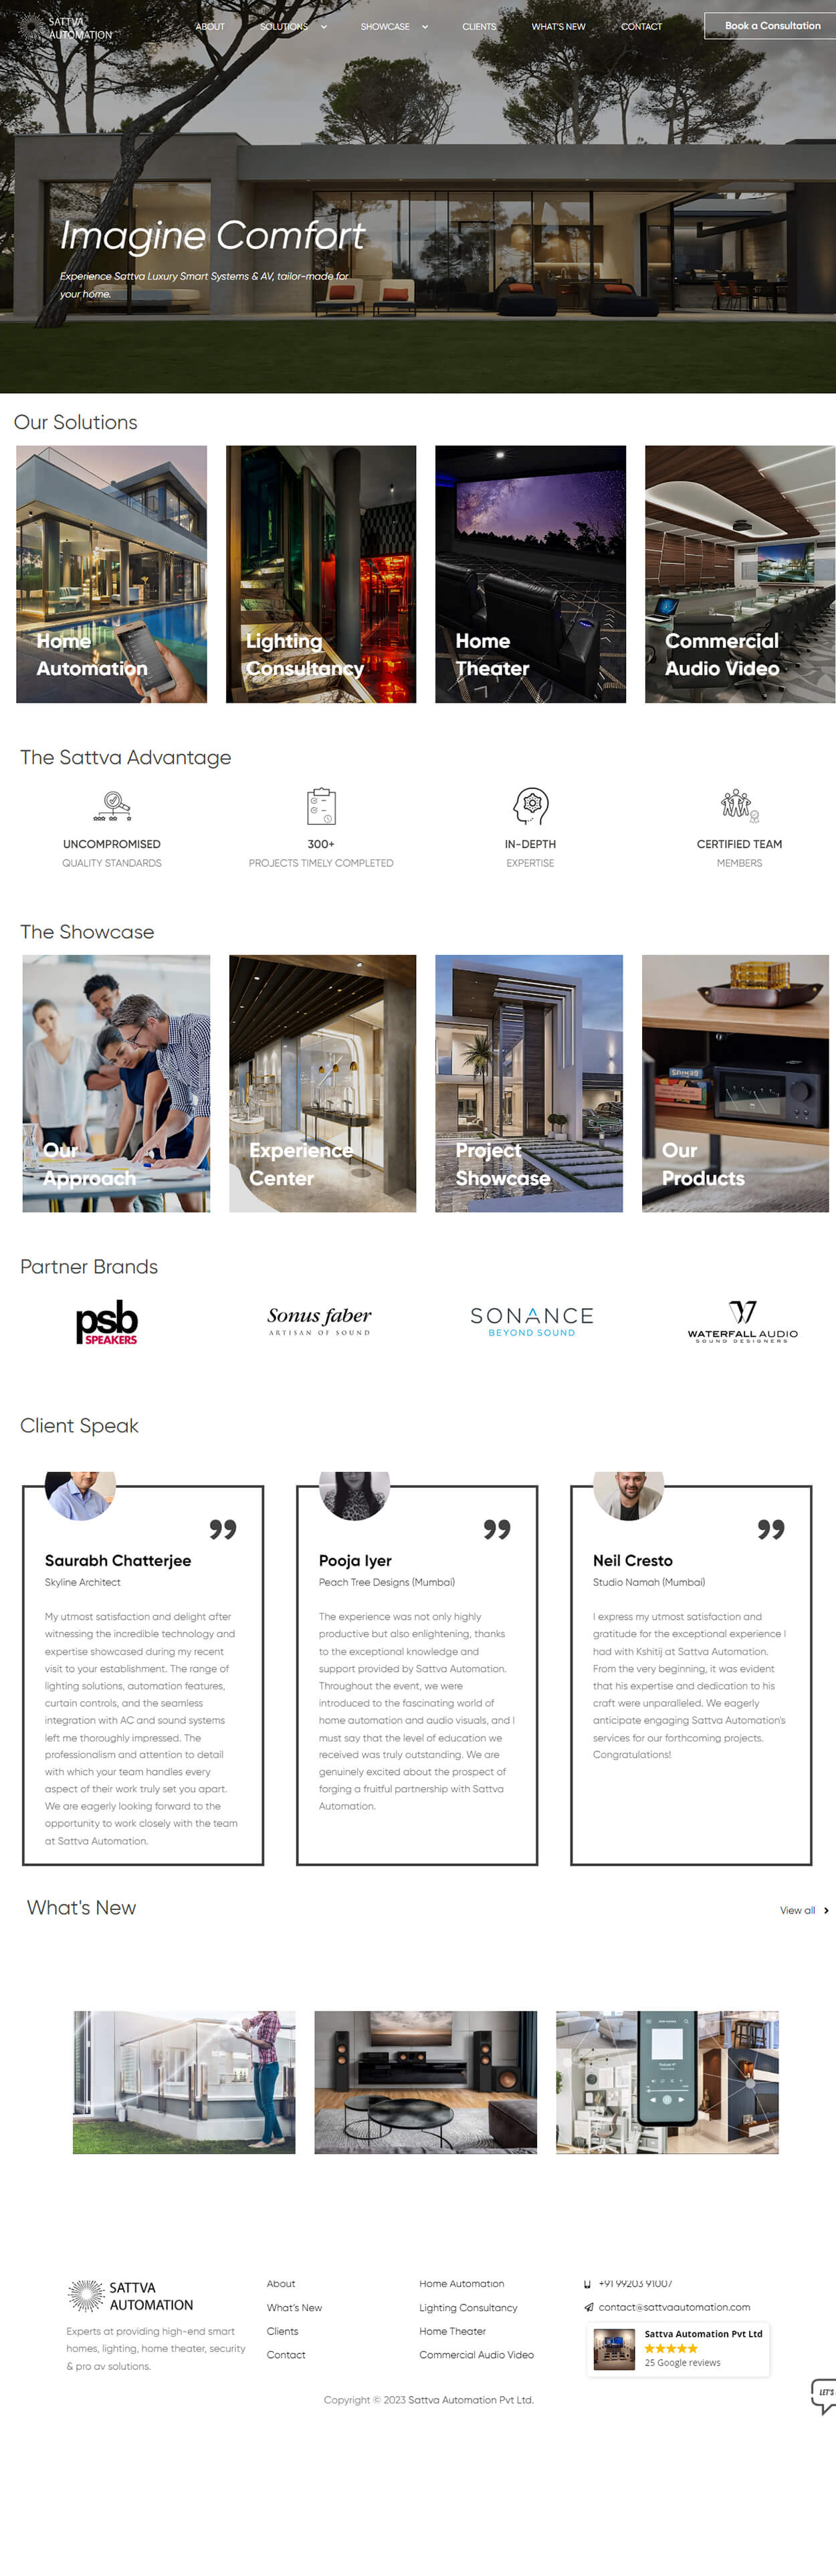 SATTVA
AUTOMATION
ABOUT
SOLUTIONS
SHOWCASE
CLIENTS
WHAT'S NEW
CONTACT
Book a Consultation
Imagine Comfort
Experience Sattva Luxury Smart Systems & AV, tailor-made for
your home.
Our Solutions
Home
Automation
Lighting
Consultancy
Home
Theater
Commercial
Audio Video
The Sattva Advantage
UNCOMPROMISED
QUALITY STANDARDS
300+
PROJECTS TIMELY COMPLETED
IN-DEPTH
EXPERTISE
CERTIFIED TEAM
MEMBERS
The Showcase
Our
Approach
Experience
Center
Project
Showcase
Our
Products
Partner Brands
psb
SPEAKERS
Sonus faber
ARTISAN OF SOUND
SONANCE
BEYOND SOUND
WATERFALL AUDIO
SOUND DESIGNERS
Client Speak
Saurabh Chatterjee
Skyline Architect
My utmost satisfaction and delight after
witnessing the incredible technology and
expertise showcased during my recent
visit to your establishment. The range of
lighting solutions, automation features,
curtain controls, and the seamless
integration with AC and sound systems
left me thoroughly impressed. The
professionalism and attention to detail
with which your team handles every
aspect of their work truly set you apart.
We are eagerly looking forward to the
opportunity to work closely with the team
at Sattva Automation.
Pooja Iyer
Peach Tree Designs (Mumbai)
The experience was not only highly
productive but also enlightening, thanks
to the exceptional knowledge and
support provided by Sattva Automation.
Throughout the event, we were
introduced to the fascinating world of
home automation and audio visuals, and I
must say that the level of education we
received was truly outstanding. We are
genuinely excited about the prospect of
forging a fruitful partnership with Sattva
Automation.
Neil Cresto
Studio Namah (Mumbai)
I express my utmost satisfaction and
gratitude for the exceptional experience I
had with Kshitij at Sattva Automation.
From the very beginning, it was evident
that his expertise and dedication to his
craft were unparalleled. We eagerly
anticipate engaging Sattva Automation's
services for our forthcoming projects.
Congratulations!
What's New
View all
SATTVA
AUTOMATION
Experts at providing high-end smart
homes, lighting, home theater, security
& pro av solutions.
About
What's New
Clients
Contact
Home Automation
Lighting Consultancy
Home Theater
Commercial Audio Video
+91 99203 91007
contact@sattvaautomation.com
Sattva Automation Pvt Ltd
25 Google reviews
LET'S
Copyright © 2023 Sattva Automation Pvt Ltd.